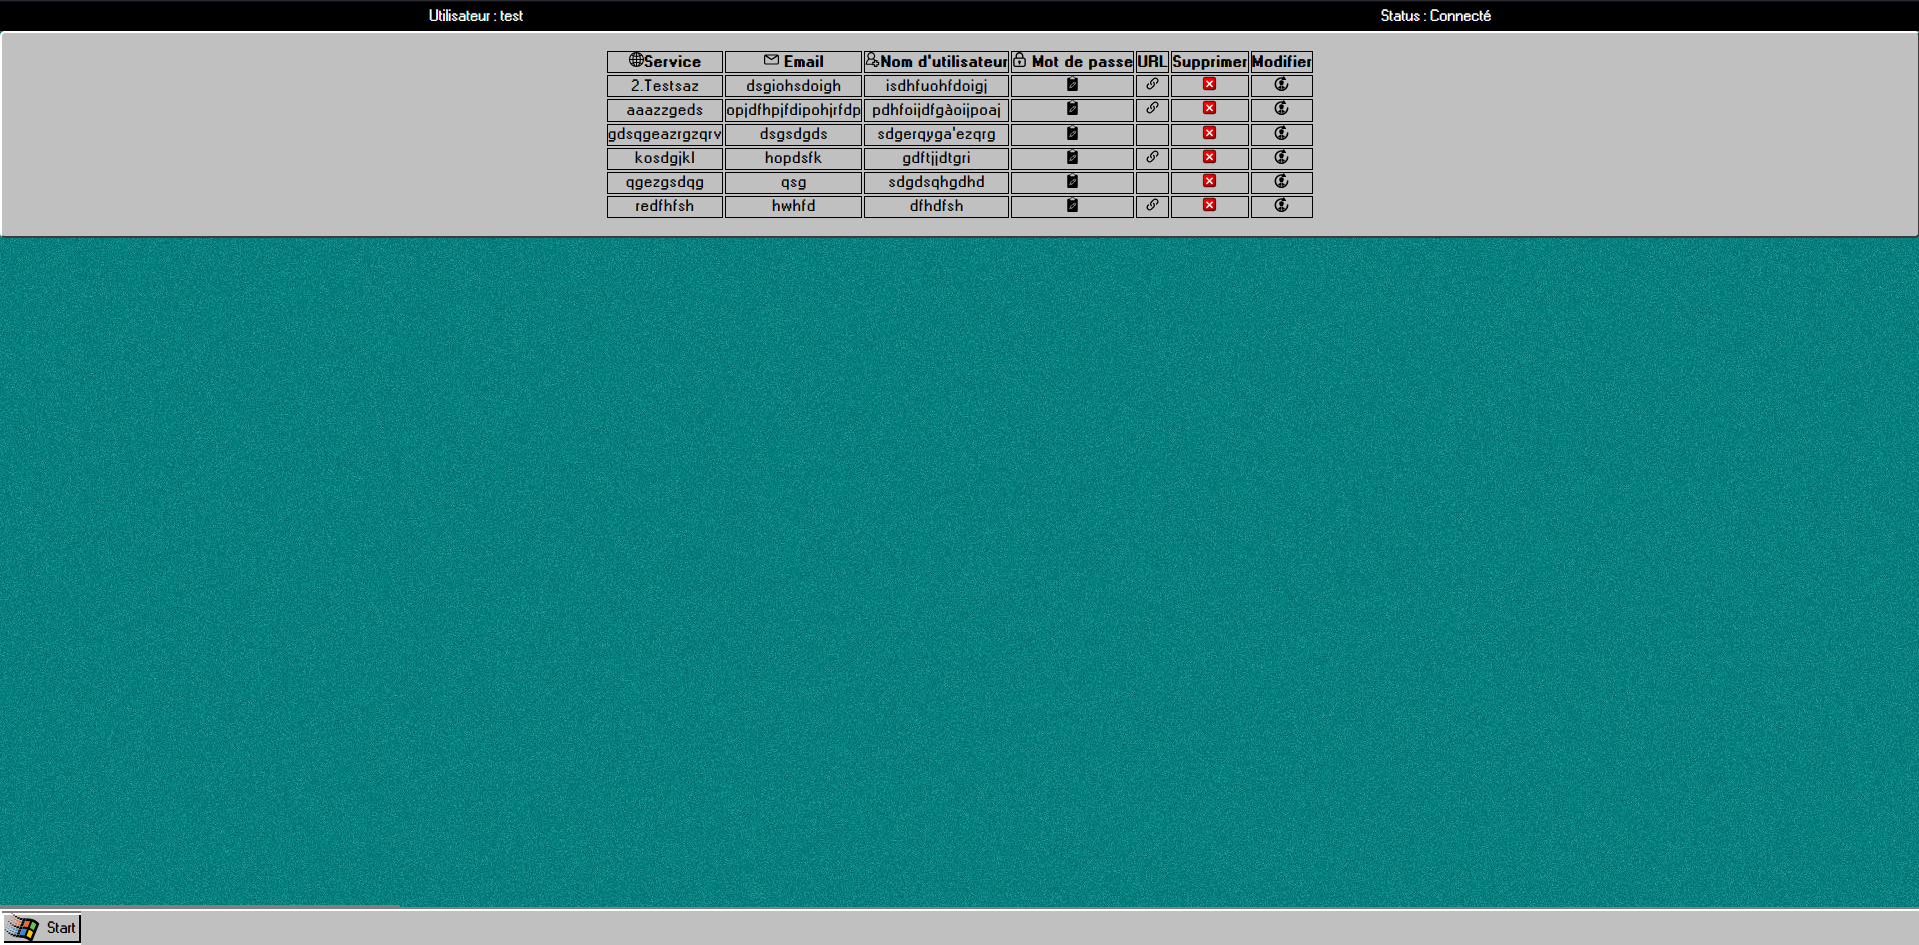 Utilisateur : test Status : Connecté
Service Email Nom d'utilisateur Mot de passe URL Supprimer Modifier
2.Testsaz dsgiohsdoigh isdhfuohfdoigj
aaazzgeds opjdfhpjfdipohjrfdp pdhfoijdfgàoijpoaj
gdsqgeazrgzqrv dsgsdgds sdgerqyga'ezqrg
kosdgjkl hopdsfk gdftjjdtgri
qgezgsdqg qsg sdgdsqhgdhd
redfhfsh hwhfd dfhdfsh
Start